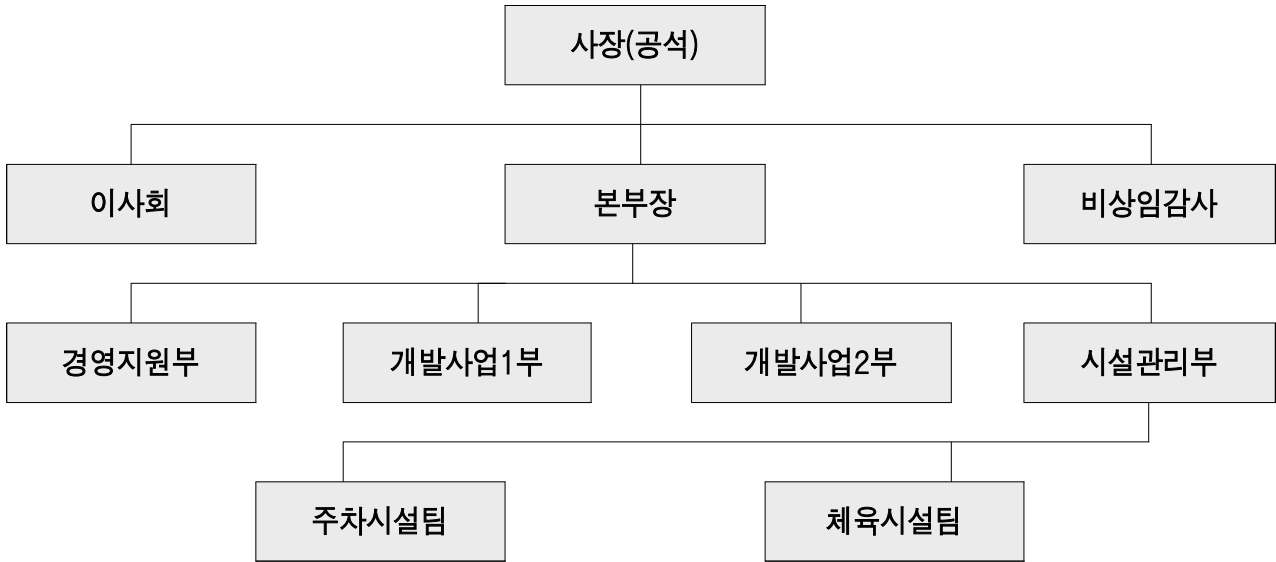 사장(공석)
이사회
본부장
비상임감사
경영지원부
개발사업1부
개발사업2부
시설관리부
주차시설팀
체육시설팀